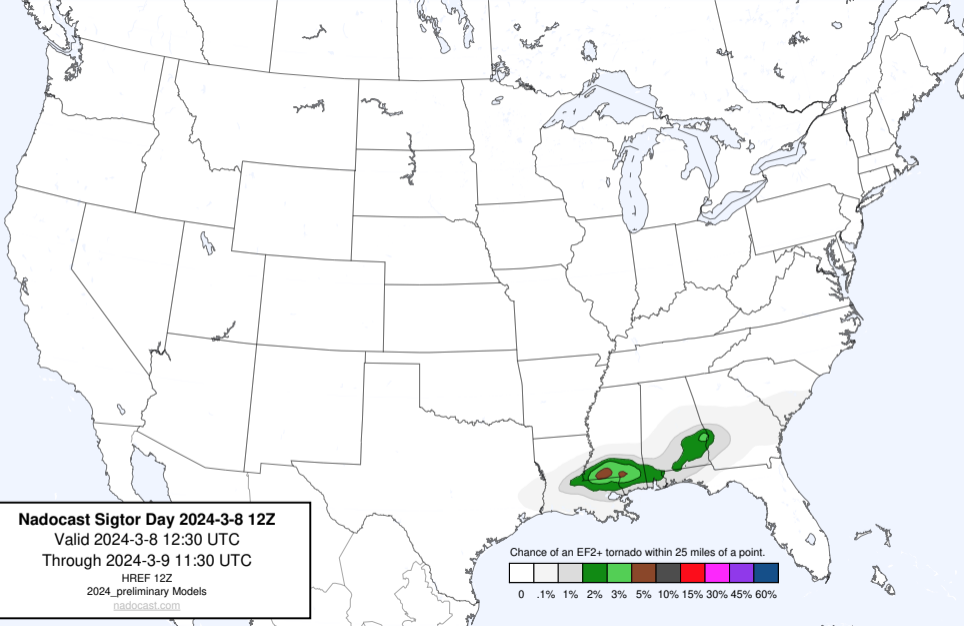 Nadocast Sigtor Day 2024-3-8 12Z
Valid 2024-3-8 12:30 UTC
Through 2024-3-9 11:30 UTC
HREF 12Z
2024_preliminary Models
nadocast.com
Chance of an EF2+ tornado within 25 miles of a point.
0 .1% 1% 2% 3% 5% 10% 15% 30% 45% 60%